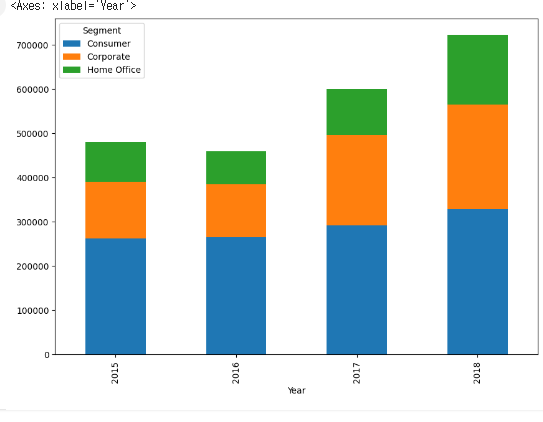 <Axes: xlabel='Year'>
Segment
Consumer
Corporate
Home Office
700000
600000
500000
400000
300000
200000
100000
0
2015
2016
2017
2018
Year